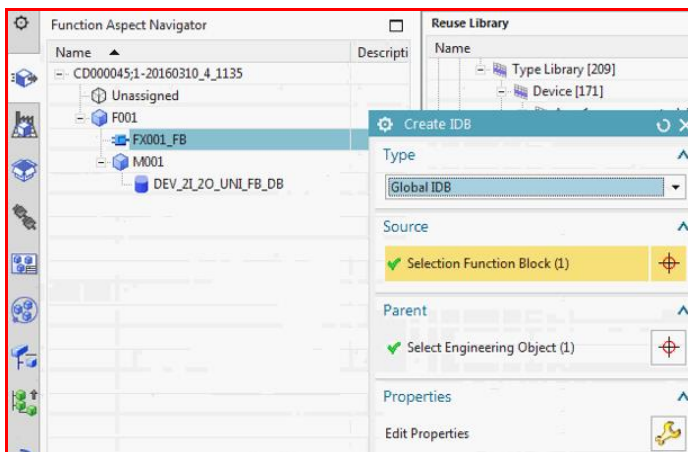 Function Aspect Navigator
Name
Descripti
CD000045;1-20160310_4_1135
Unassigned
F001
FX001_FB
M001
DEV_2I_2O_UNI_FB_DB
Reuse Library
Name
Type Library [209]
Device [171]
Create IDB
Type
Global IDB
Source
Selection Function Block (1)
Parent
Select Engineering Object (1)
Properties
Edit Properties